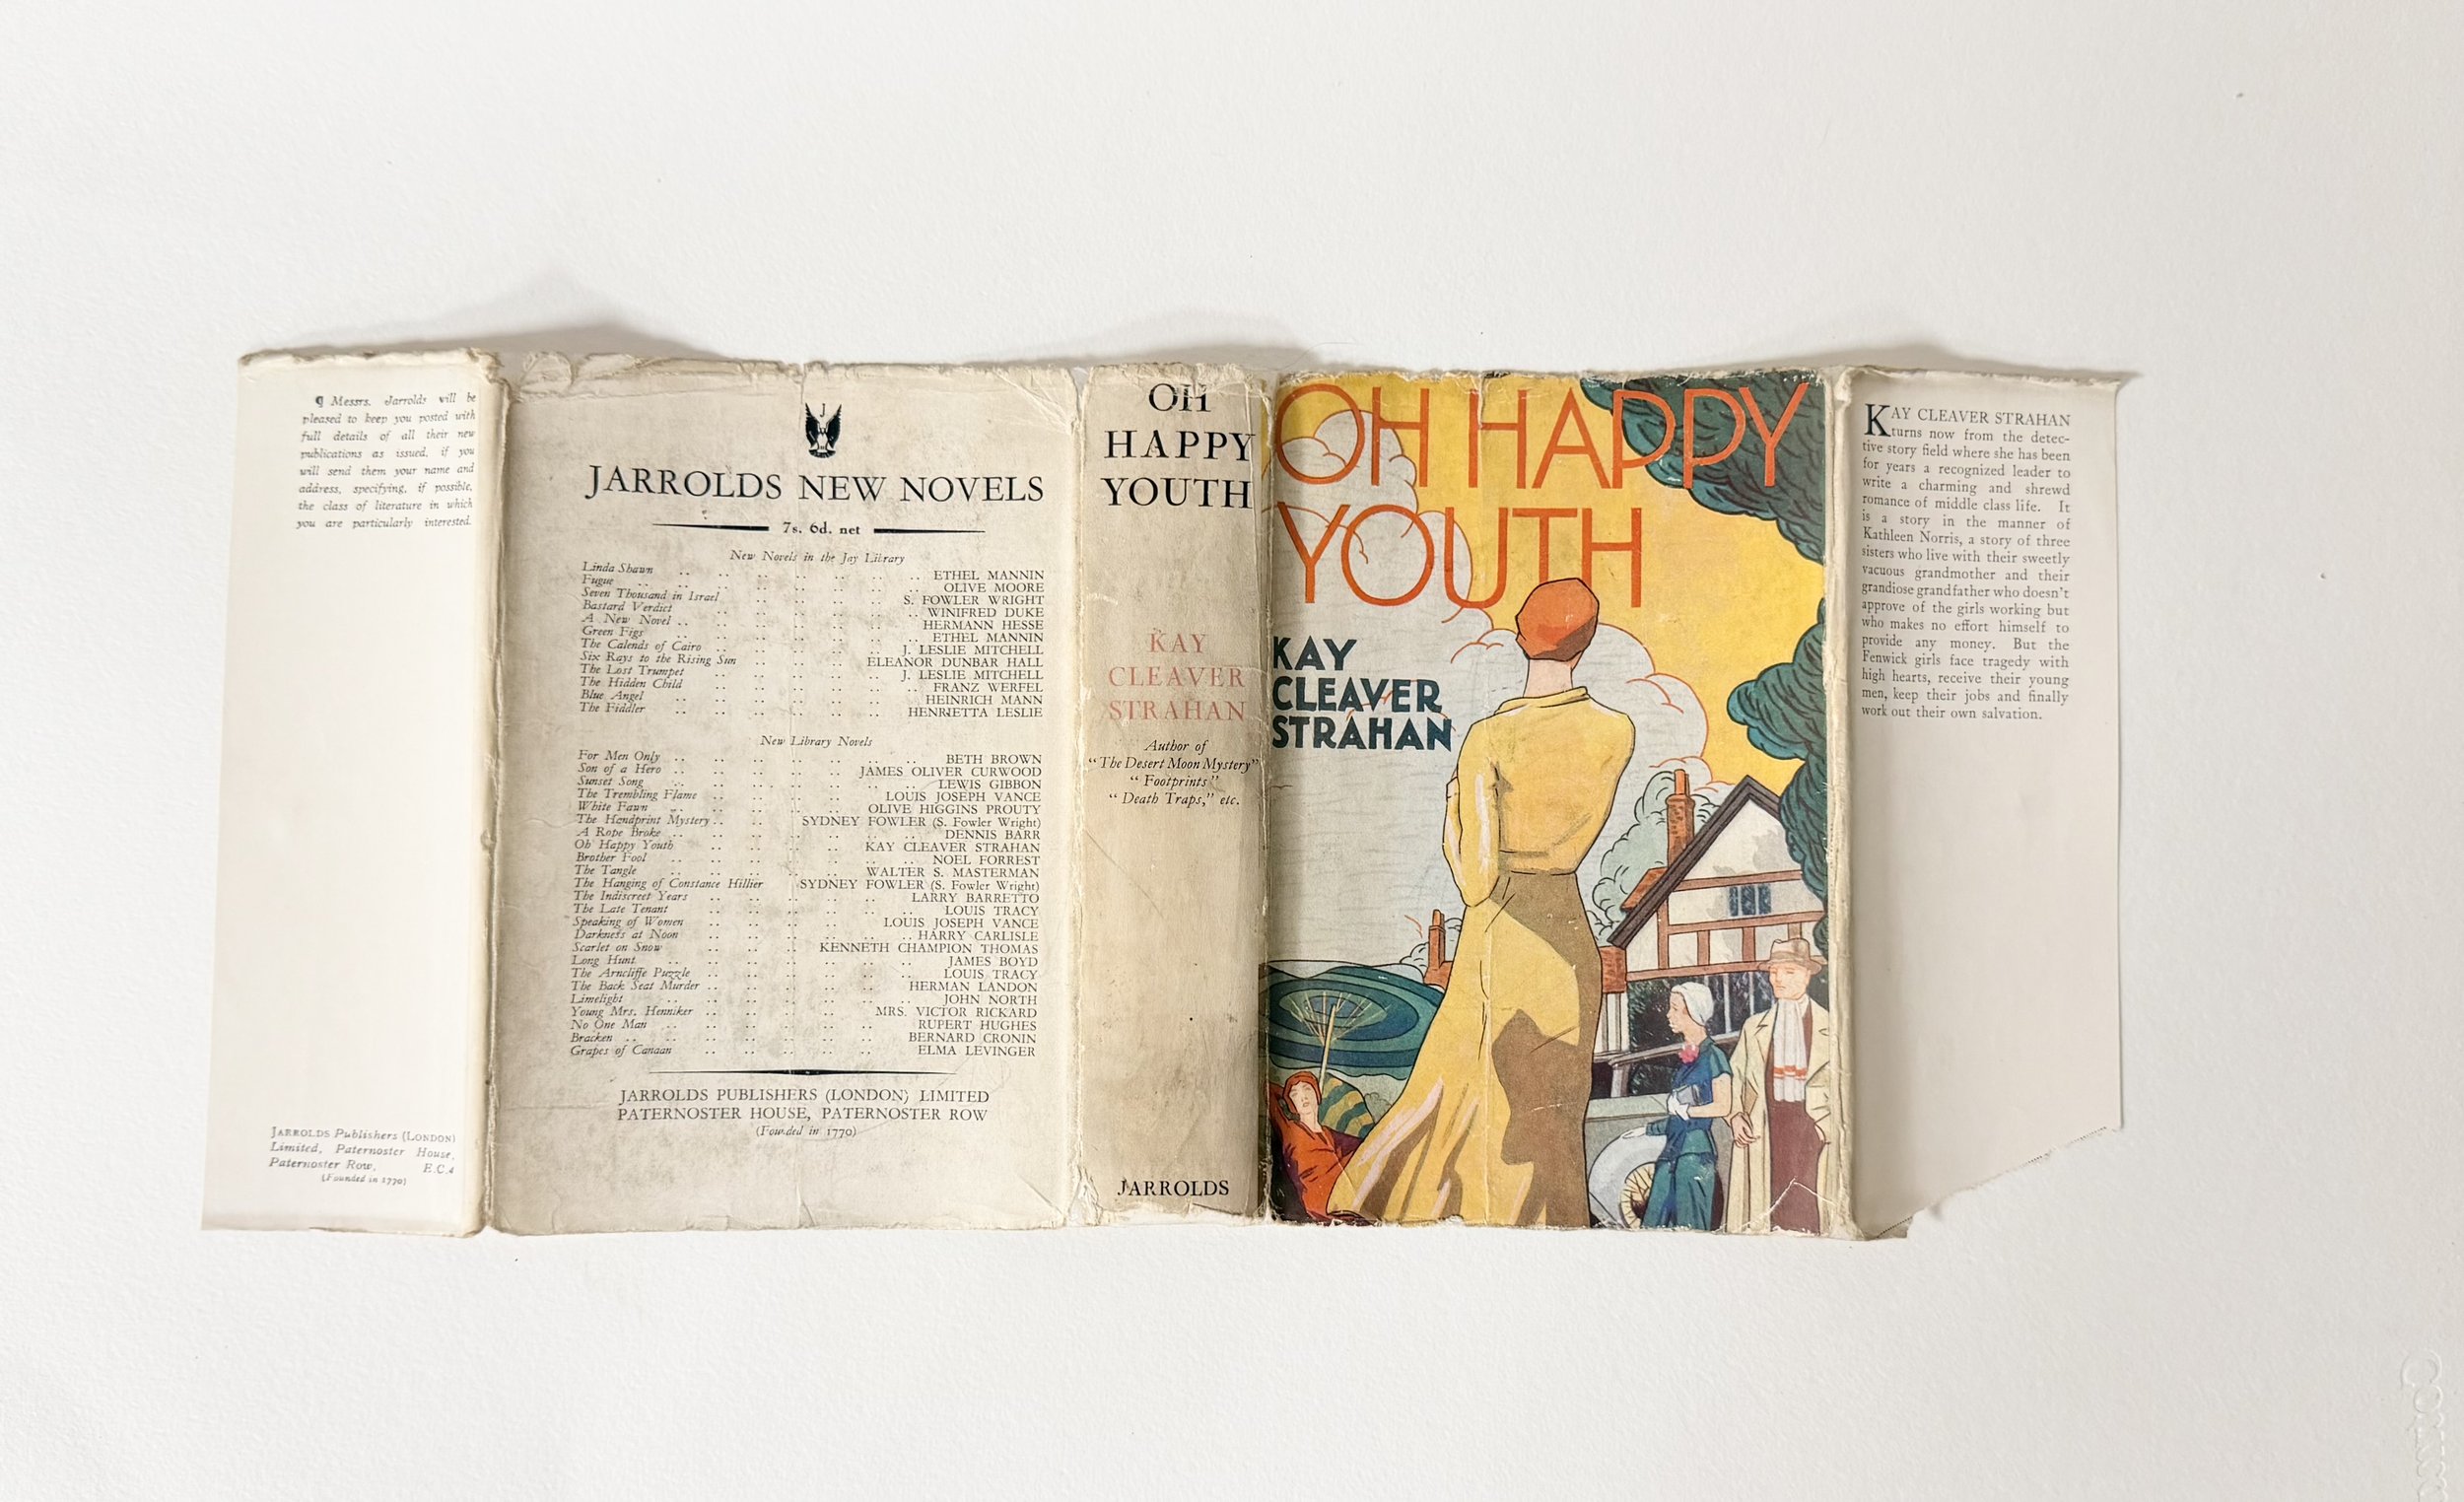 ¶ Messrs. Jarrolds will be
pleased to keep you posted with
full details of all their new
publications as issued, if you
will send them your name and
address, specifying, if possible,
the class of literature in which
you are particularly interested.
JARROLDS Publishers (LONDON)
Limited, Paternoster House,
Paternoster Row, E.C.4
(Founded in 1770)
J
JARROLDS NEW NOVELS
7s. 6d. net
New Novels in the Jay Library
Linda Shawn .. .. .. .. .. .. .. ETHEL MANNIN
Fugue .. .. .. .. .. .. .. OLIVE MOORE
Seven Thousand in Israel .. .. .. .. S. FOWLER WRIGHT
Bastard Verdict .. .. .. .. .. .. WINIFRED DUKE
A New Novel .. .. .. .. .. .. HERMANN HESSE
Green Figs .. .. .. .. .. .. ETHEL MANNIN
The Calends of Cairo .. .. .. .. .. J. LESLIE MITCHELL
Six Rays to the Rising Sun .. .. .. ELEANOR DUNBAR HALL
The Lost Trumpet .. .. .. .. .. J. LESLIE MITCHELL
The Hidden Child .. .. .. .. .. .. FRANZ WERFEL
Blue Angel .. .. .. .. .. .. HEINRICH MANN
The Fiddler .. .. .. .. .. .. HENRIETTA LESLIE
New Library Novels
For Men Only .. .. .. .. .. .. .. BETH BROWN
Son of a Hero .. .. .. .. .. JAMES OLIVER CURWOOD
Sunset Song .. .. .. .. .. .. LEWIS GIBBON
The Trembling Flame .. .. .. .. .. LOUIS JOSEPH VANCE
White Fawn .. .. .. .. .. OLIVE HIGGINS PROUTY
The Handprint Mystery .. .. .. SYDNEY FOWLER (S. Fowler Wright)
A Rope Broke .. .. .. .. .. .. .. DENNIS BARR
Oh Happy Youth .. .. .. .. KAY CLEAVER STRAHAN
Brother Fool .. .. .. .. .. .. NOEL FORREST
The Tangle .. .. .. .. .. WALTER S. MASTERMAN
The Hanging of Constance Hillier SYDNEY FOWLER (S. Fowler Wright)
The Indiscreet Years .. .. .. .. .. LARRY BARRETTO
The Late Tenant .. .. .. .. .. .. LOUIS TRACY
Speaking of Women .. .. .. .. .. LOUIS JOSEPH VANCE
Darkness at Noon .. .. .. .. .. .. HARRY CARLISLE
Scarlet on Snow .. .. .. KENNETH CHAMPION THOMAS
Long Hunt .. .. .. .. .. .. JAMES BOYD
The Arncliffe Puzzle .. .. .. .. .. .. LOUIS TRACY
The Back Seat Murder .. .. .. .. .. HERMAN LANDON
Limelight .. .. .. .. .. .. JOHN NORTH
Young Mrs. Henniker .. .. .. .. MRS. VICTOR RICKARD
No One Man .. .. .. .. .. RUPERT HUGHES
Bracken .. .. .. .. .. .. BERNARD CRONIN
Grapes of Canaan .. .. .. .. .. ELMA LEVINGER
JARROLDS PUBLISHERS (LONDON) LIMITED
PATERNOSTER HOUSE, PATERNOSTER ROW
(Founded in 1770)
OH
HAPPY
YOUTH
KAY
CLEAVER
STRAHAN
Author of
"The Desert Moon Mystery"
"Footprints"
"Death Traps," etc.
JARROLDS
OH HAPPY
YOUTH
KAY
CLEAVER
STRAHAN
KAY CLEAVER STRAHAN
turns now from the detec-
tive story field where she has been
for years a recognized leader to
write a charming and shrewd
romance of middle class life. It
is a story in the manner of
Kathleen Norris, a story of three
sisters who live with their sweetly
vacuous grandmother and their
grandiose grandfather who doesn't
approve of the girls working but
who makes no effort himself to
provide any money. But the
Fenwick girls face tragedy with
high hearts, receive their young
men, keep their jobs and finally
work out their own salvation.